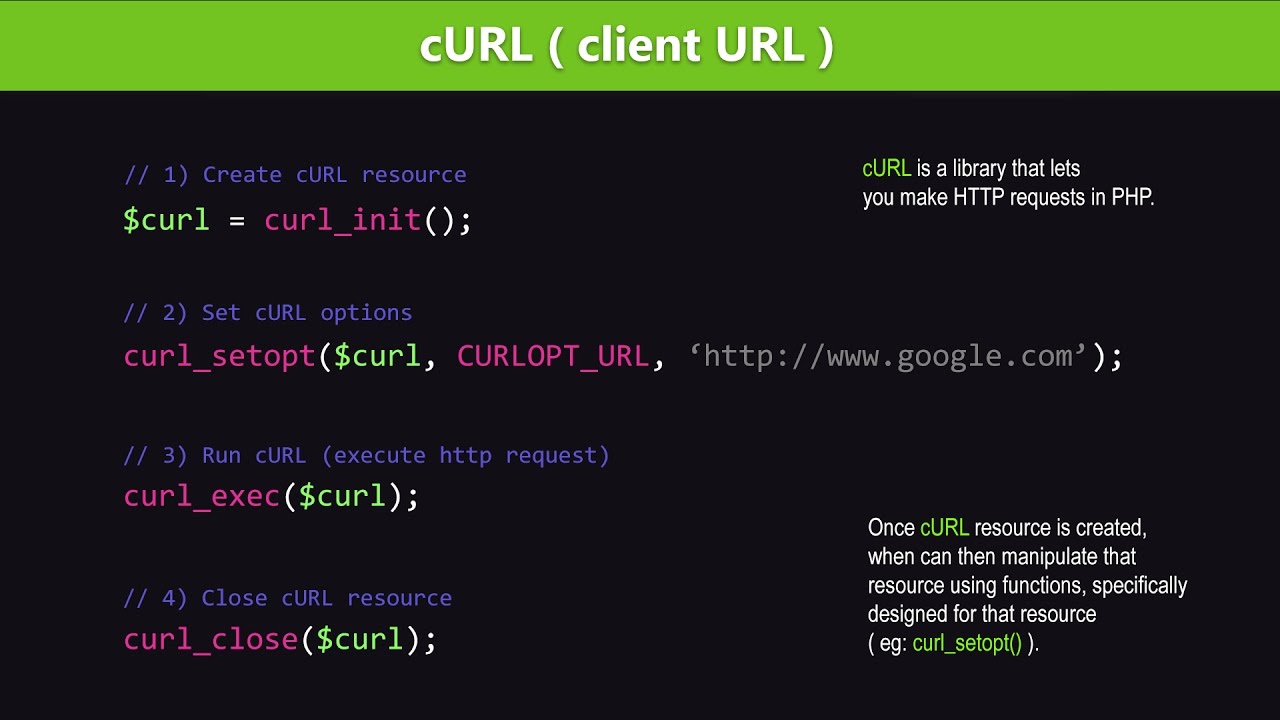 cURL ( client URL )
// 1) Create cURL resource
$curl = curl_init();
cURL is a library that lets
you make HTTP requests in PHP.
// 2) Set cURL options
curl_setopt($curl, CURLOPT_URL, ‘http://www.google.com’);
// 3) Run cURL (execute http request)
curl_exec($curl);
// 4) Close cURL resource
curl_close($curl);
Once cURL resource is created,
when can then manipulate that
resource using functions, specifically
designed for that resource
( eg: curl_setopt() ).